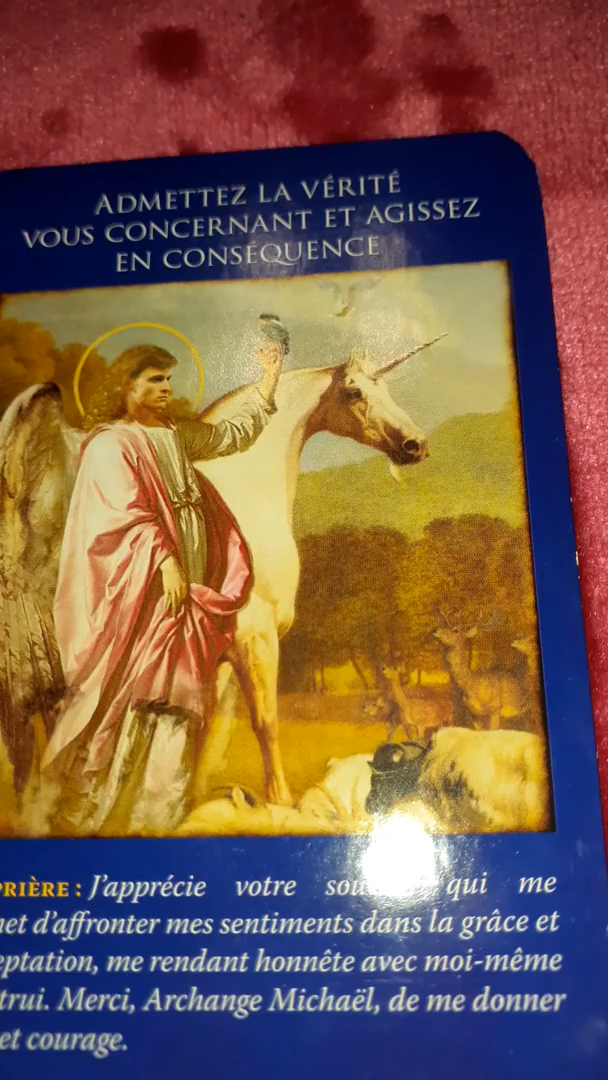 ADMETTEZ LA VÉRITÉ
VOUS CONCERNANT ET AGISSEZ
EN CONSÉQUENCE
PRIÈRE : J'apprécie votre qui me
d'affronter mes sentiments dans la grâce et
me rendant honnête avec moi-même
Merci, Archange Michaël, de me donner
et courage.